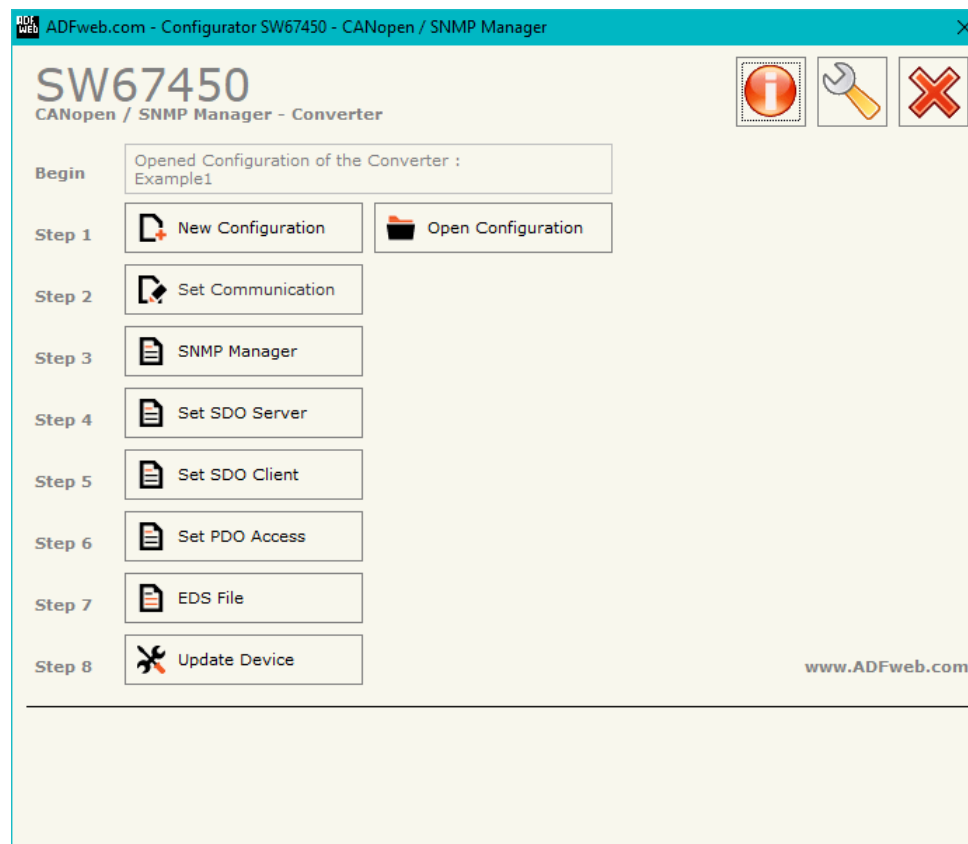 ADF
web
ADFweb.com - Configurator SW67450 - CANopen / SNMP Manager
SW67450
CANopen / SNMP Manager - Converter
Begin
Opened Configuration of the Converter :
Example1
Step 1
New Configuration
Open Configuration
Step 2
Set Communication
Step 3
SNMP Manager
Step 4
Set SDO Server
Step 5
Set SDO Client
Step 6
Set PDO Access
Step 7
EDS File
Step 8
Update Device
www.ADFweb.com